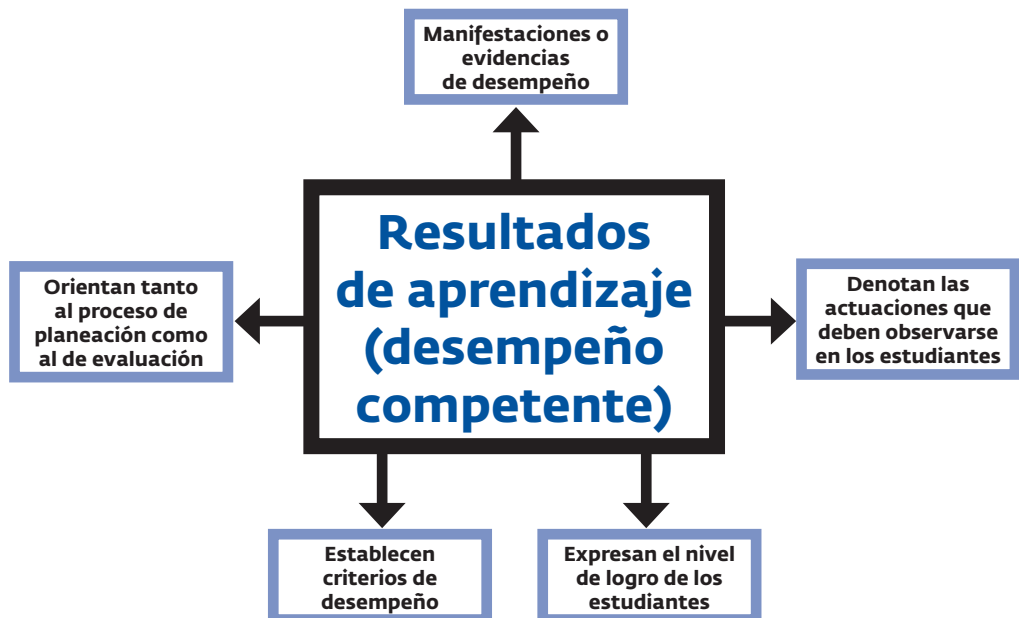 Manifestaciones o
evidencias
de desempeño
Resultados
de aprendizaje
(desempeño
competente)
Orientan tanto
al proceso de
planeación como
al de evaluación
Denotan las
actuaciones que
deben observarse
en los estudiantes
Establecen
criterios de
desempeño
Expresan el nivel
de logro de los
estudiantes